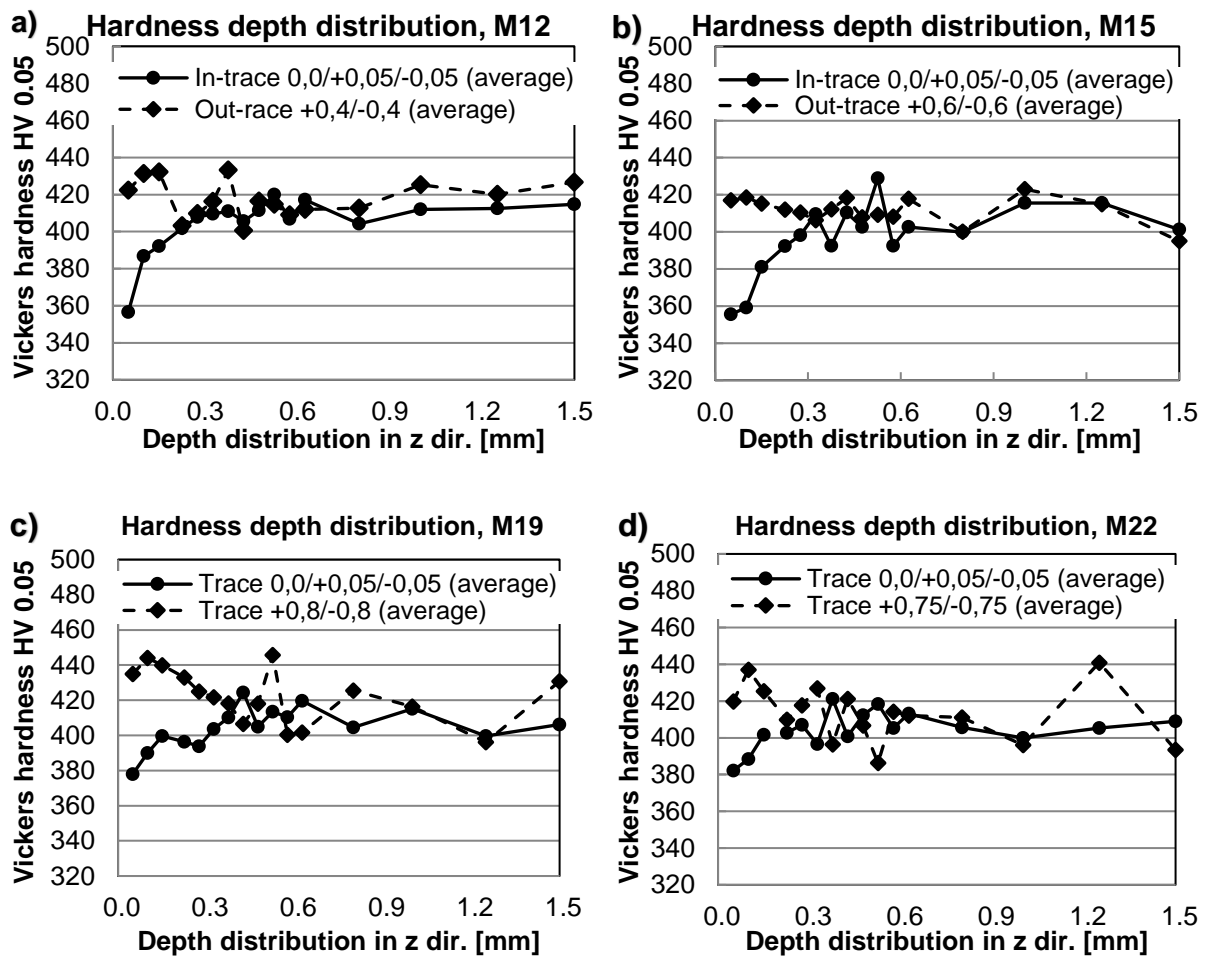 a) Hardness depth distribution, M12
Vickers hardness HV 0.05
500
480
460
440
420
400
380
360
340
320
In-trace 0,0/+0,05/-0,05 (average)
Out-race +0,4/-0,4 (average)
0.0 0.3 0.6 0.9 1.2 1.5
Depth distribution in z dir. [mm]
b) Hardness depth distribution, M15
Vickers hardness HV 0.05
500
480
460
440
420
400
380
360
340
320
In-trace 0,0/+0,05/-0,05 (average)
Out-trace +0,6/-0,6 (average)
0.0 0.3 0.6 0.9 1.2 1.5
Depth distribution in z dir. [mm]
c) Hardness depth distribution, M19
Vickers hardness HV 0.05
500
480
460
440
420
400
380
360
340
320
Trace 0,0/+0,05/-0,05 (average)
Trace +0,8/-0,8 (average)
0.0 0.3 0.6 0.9 1.2 1.5
Depth distribution in z dir. [mm]
d) Hardness depth distribution, M22
Vickers hardness HV 0.05
500
480
460
440
420
400
380
360
340
320
Trace 0,0/+0,05/-0,05 (average)
Trace +0,75/-0,75 (average)
0.0 0.3 0.6 0.9 1.2 1.5
Depth distribution in z dir. [mm]